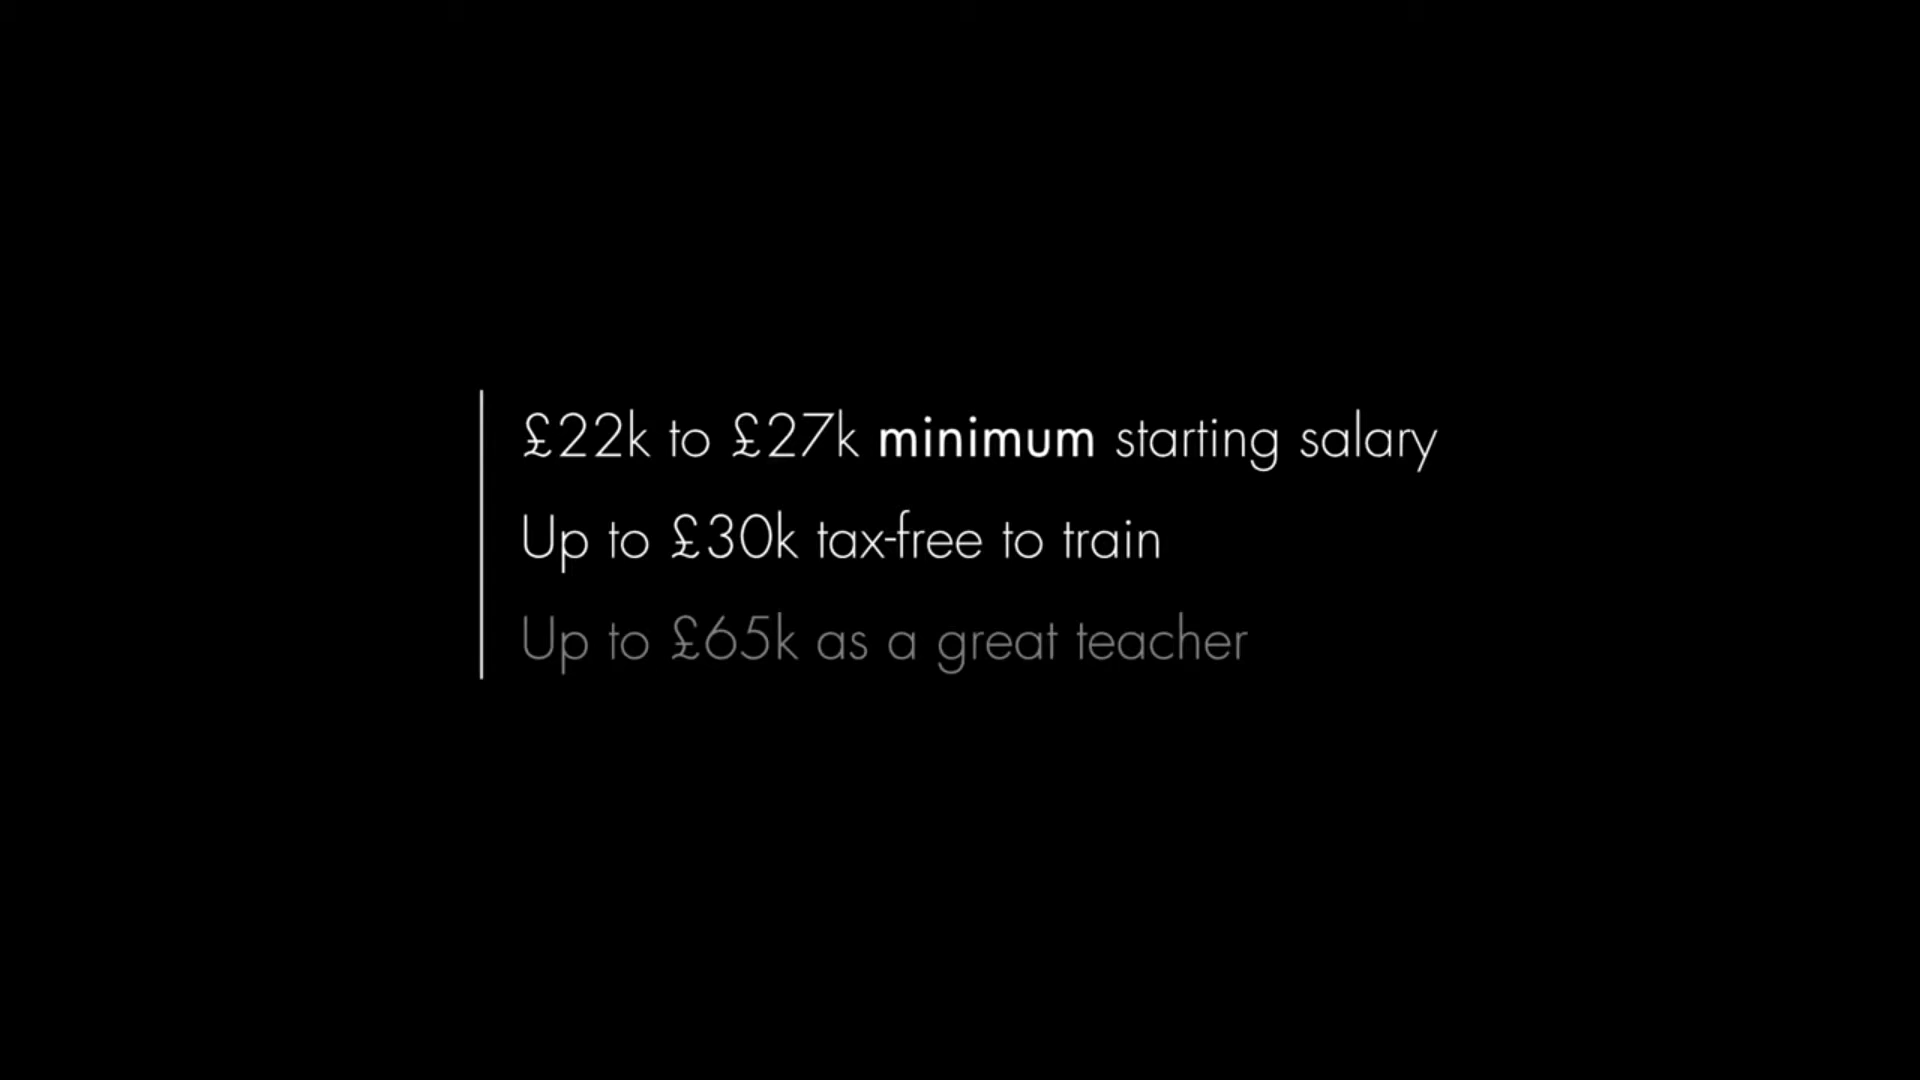 £22k to £27k minimum starting salary
Up to £30k tax-free to train
Up to £65k as a great teacher